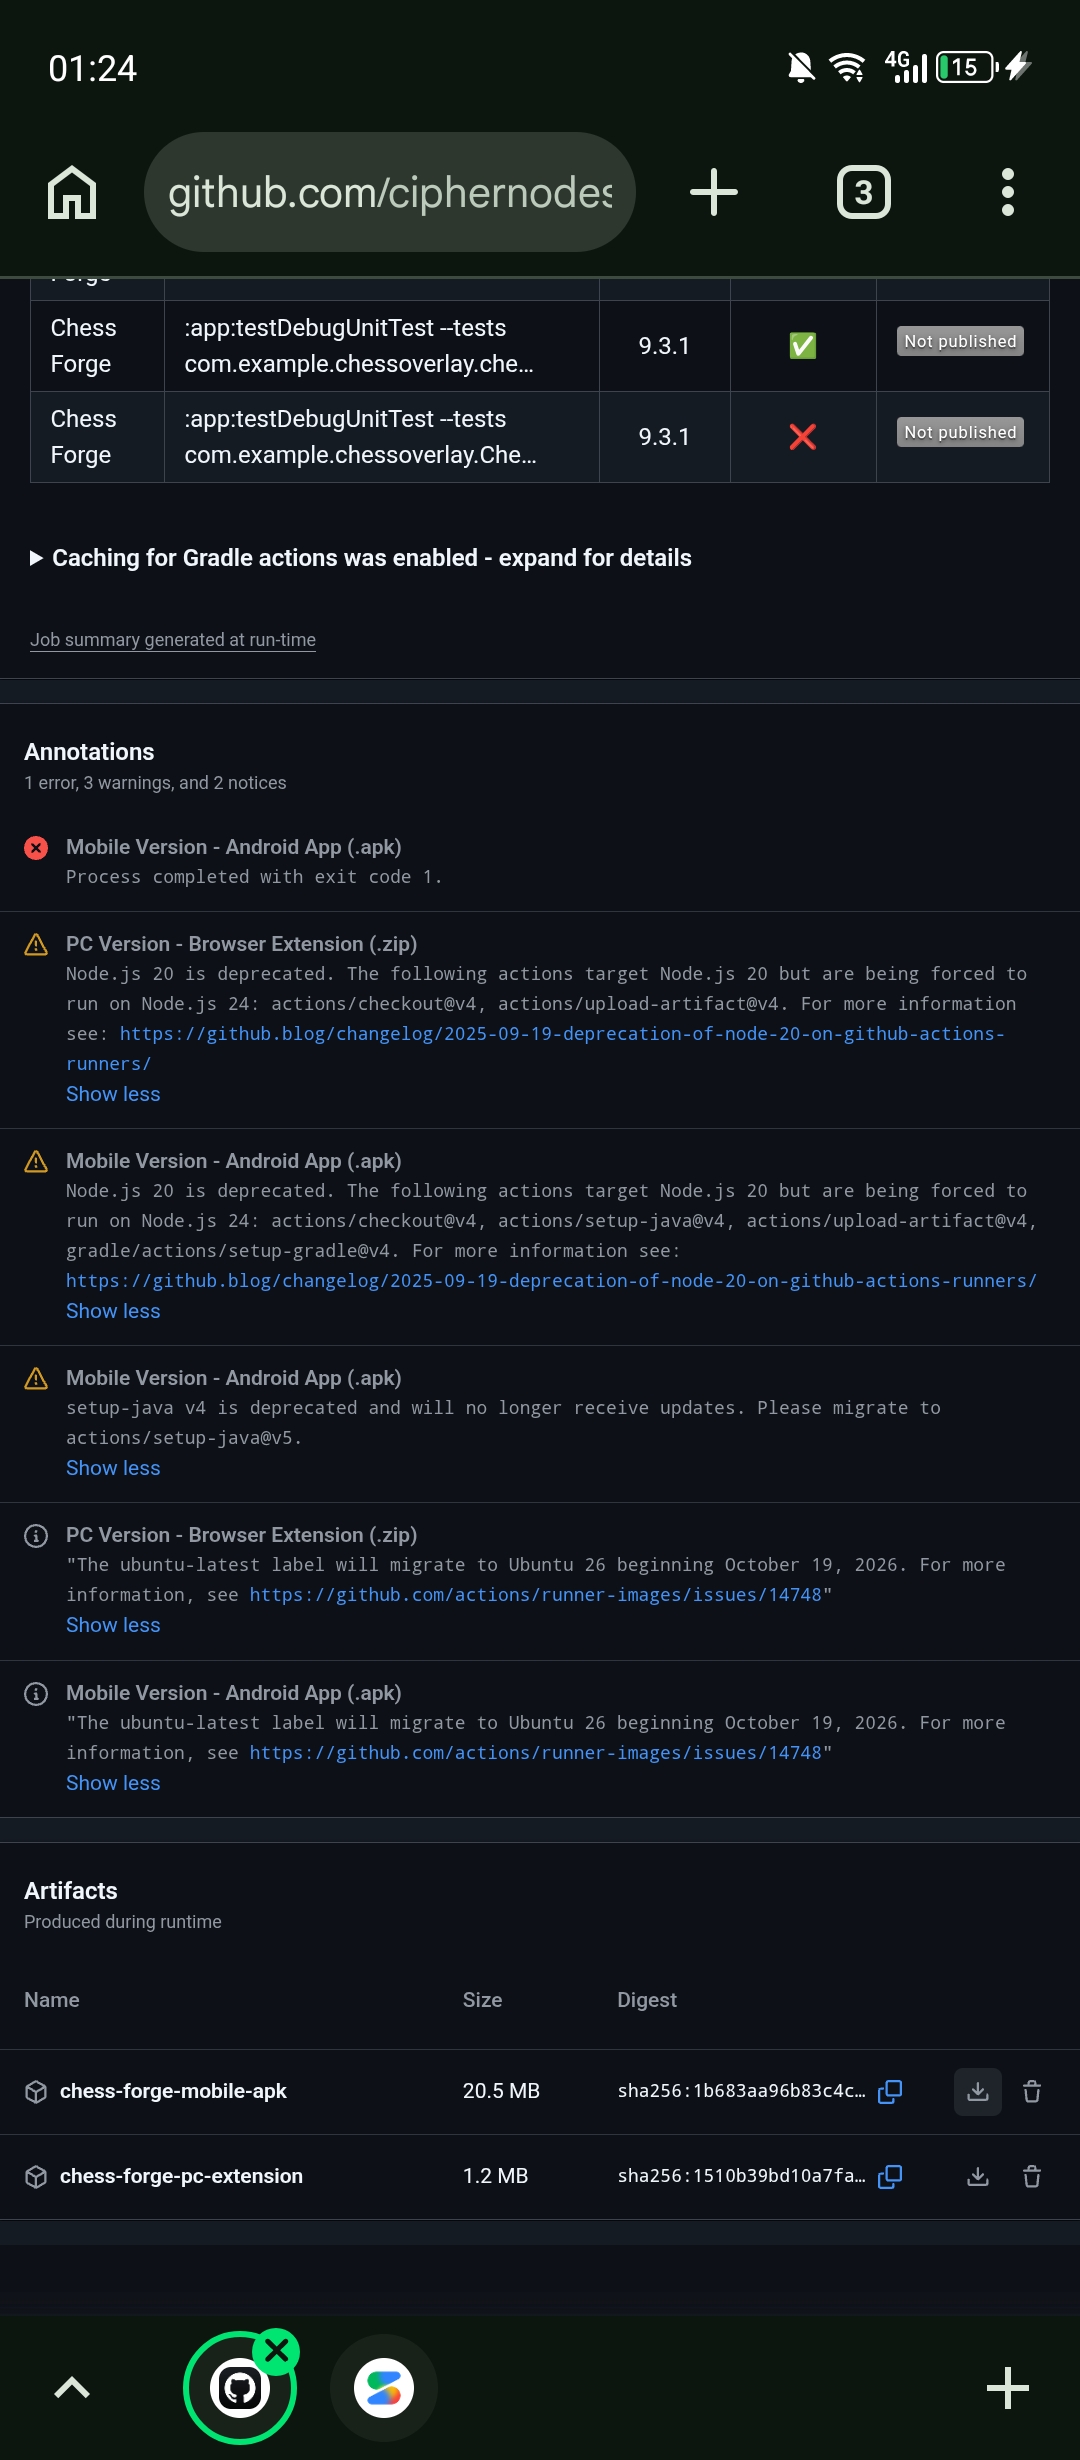 01:24
4G
15
github.com/ciphernodes
3
Forge
Chess
Forge
:app:testDebugUnitTest --tests
com.example.chessoverlay.che…
9.3.1
✅
Not published
Chess
Forge
:app:testDebugUnitTest --tests
com.example.chessoverlay.Che…
9.3.1
❌
Not published
Caching for Gradle actions was enabled - expand for details
Job summary generated at run-time
Annotations
1 error, 3 warnings, and 2 notices
Mobile Version - Android App (.apk)
Process completed with exit code 1.
PC Version - Browser Extension (.zip)
Node.js 20 is deprecated. The following actions target Node.js 20 but are being forced to
run on Node.js 24: actions/checkout@v4, actions/upload-artifact@v4. For more information
see: https://github.blog/changelog/2025-09-19-deprecation-of-node-20-on-github-actions-
runners/
Show less
Mobile Version - Android App (.apk)
Node.js 20 is deprecated. The following actions target Node.js 20 but are being forced to
run on Node.js 24: actions/checkout@v4, actions/setup-java@v4, actions/upload-artifact@v4,
gradle/actions/setup-gradle@v4. For more information see:
https://github.blog/changelog/2025-09-19-deprecation-of-node-20-on-github-actions-runners/
Show less
Mobile Version - Android App (.apk)
setup-java v4 is deprecated and will no longer receive updates. Please migrate to
actions/setup-java@v5.
Show less
PC Version - Browser Extension (.zip)
"The ubuntu-latest label will migrate to Ubuntu 26 beginning October 19, 2026. For more
information, see https://github.com/actions/runner-images/issues/14748"
Show less
Mobile Version - Android App (.apk)
"The ubuntu-latest label will migrate to Ubuntu 26 beginning October 19, 2026. For more
information, see https://github.com/actions/runner-images/issues/14748"
Show less
Artifacts
Produced during runtime
Name
Size
Digest
chess-forge-mobile-apk
20.5 MB
sha256:1b683aa96b83c4c…
chess-forge-pc-extension
1.2 MB
sha256:1510b39bd10a7fa…